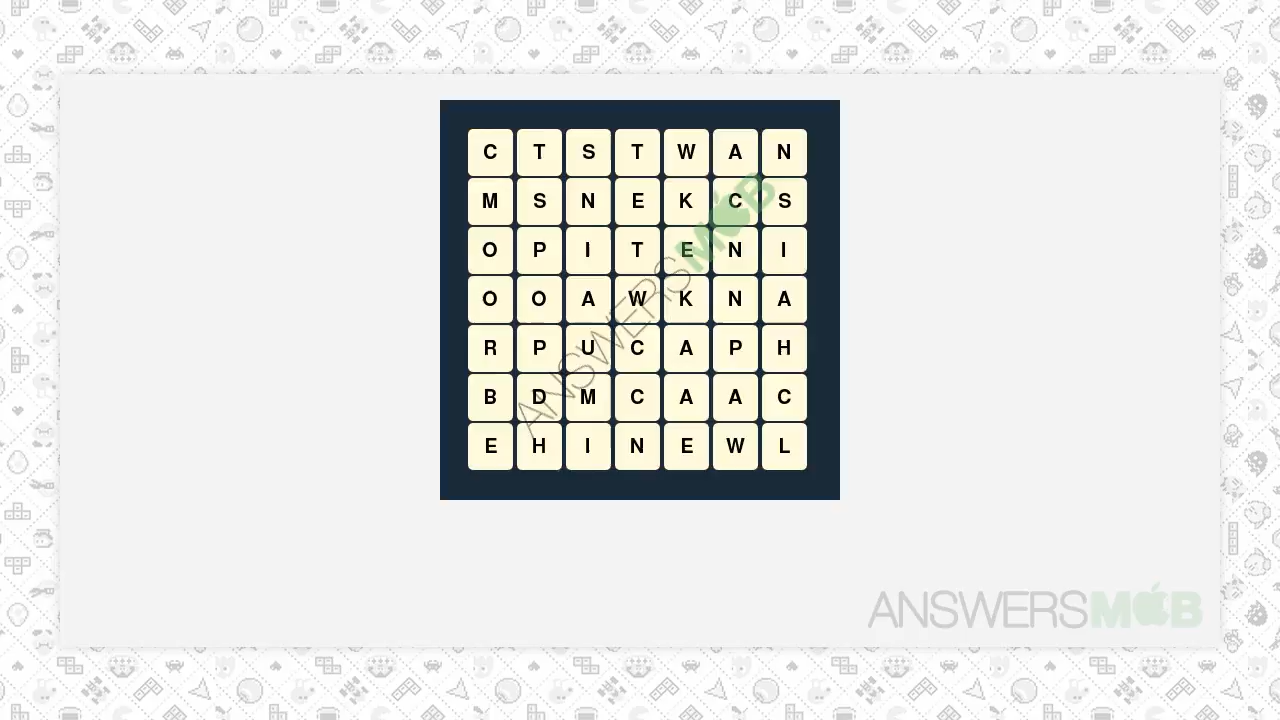 C T S T W A N
M S N E K C S
O P I T E N I
O O A W K N A
R P U C A P H
B D M C A A C
E H I N E W L
ANSWERSMOB
ANSWERSMOB